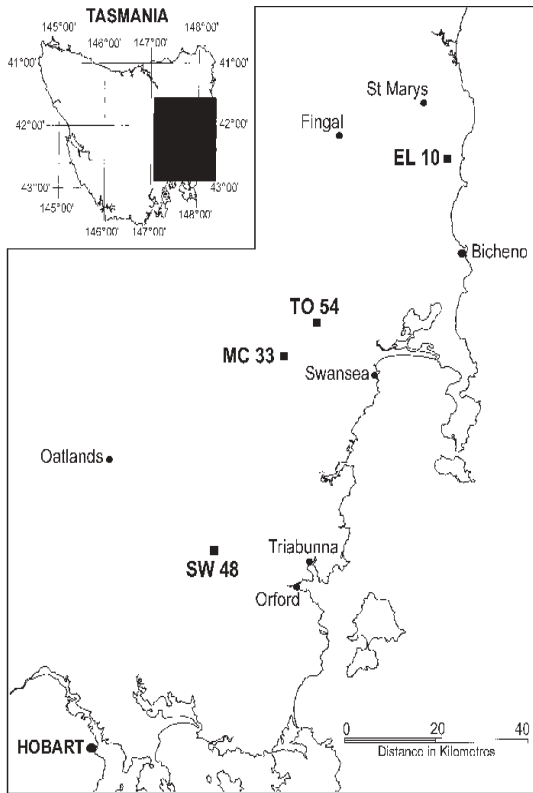 TASMANIA
145°00' 148°00'
146°00' 147°00'
41°00' 41°00'
42°00' 42°00'
43°00' 43°00'
145°00' 148°00'
146°00' 147°00'
St Marys
Fingal
EL 10
Bicheno
TO 54
MC 33
Swansea
Oatlands
Triabunna
SW 48
Orford
0 20 40
Distance in Kilometres
HOBART